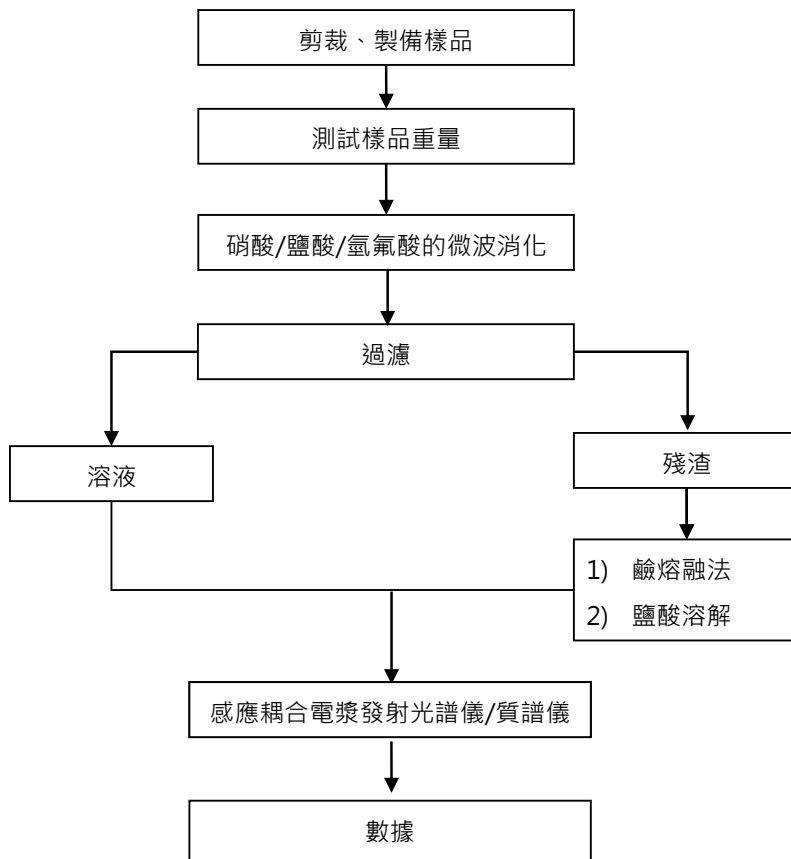 剪裁、製備樣品
測試樣品重量
硝酸/鹽酸/氫氟酸的微波消化
過濾
溶液
殘渣
1) 鹼熔融法
2) 鹽酸溶解
感應耦合電漿發射光譜儀/質譜儀
數據